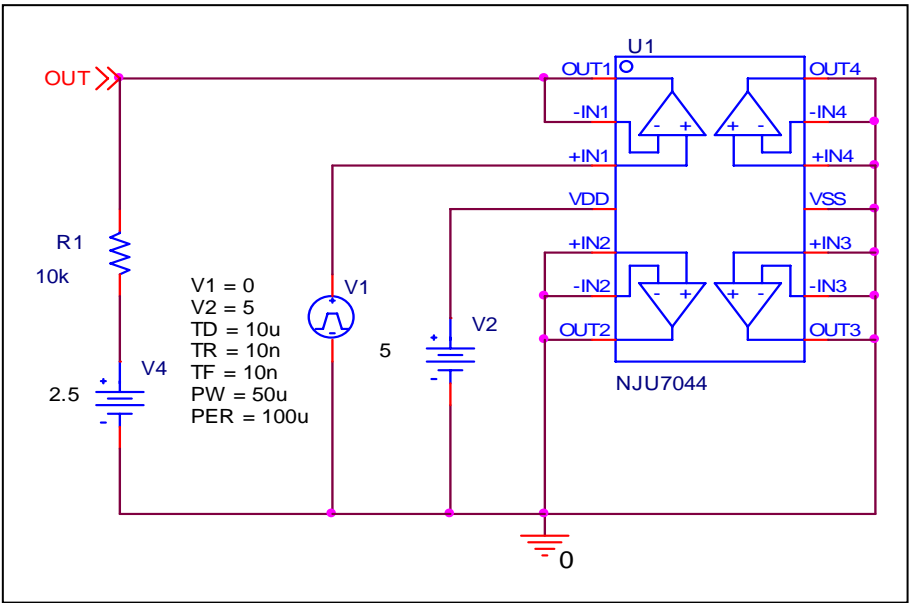 U1
OUT
OUT1
OUT4
-IN1
-IN4
- +
+ -
+IN1
+IN4
VDD
VSS
R1
10k
+IN2
+IN3
V1 = 0
V2 = 5
TD = 10u
TR = 10n
TF = 10n
PW = 50u
PER = 100u
V1
+
-
-IN2
-IN3
- +
+ -
V2
5
+
-
OUT2
OUT3
V4
2.5
+
-
NJU7044
0